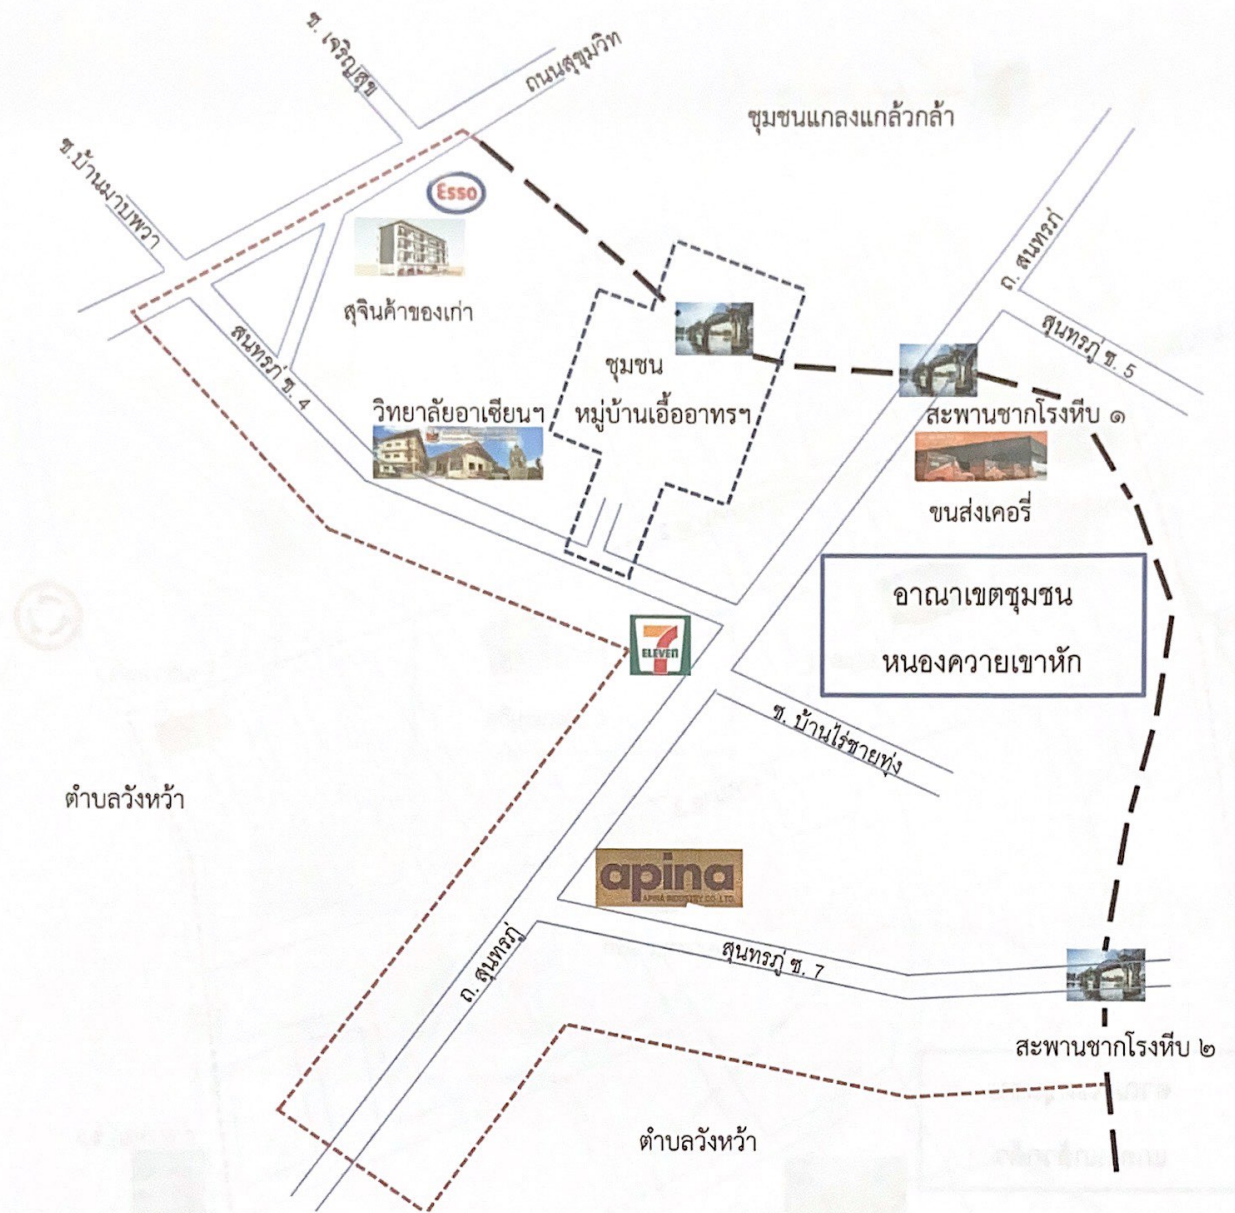 ซ. เจริญสุข
ถนนสุขุมวิท
ชุมชนแกลงแกล้วกล้า
ซ.บ้านมาบพวา
Esso
ถ. สุนทรภู่
สุจินค้าของเก่า
สุนทรภู่ ซ. 5
สุนทรภู่ ซ. 4
ชุมชน
หมู่บ้านเอื้ออาทรฯ
วิทยาลัยอาเซียนฯ
สะพานชากโรงหีบ ๑
ขนส่งเคอรี่
อาณาเขตชุมชน
หนองควายเขาหัก
7
ELEVEN
ซ. บ้านไร่ชายทุ่ง
ตำบลวังหว้า
apina
APINA INDUSTRY CO.,LTD.
ถ. สุนทรภู่
สุนทรภู่ ซ. 7
สะพานชากโรงหีบ ๒
ตำบลวังหว้า